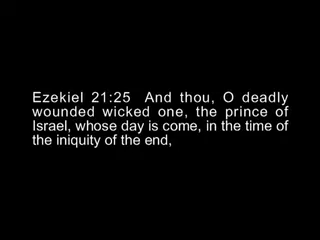 Ezekiel 21:25  And thou, O deadly
wounded wicked one, the prince of
Israel, whose day is come, in the time of
the iniquity of the end,